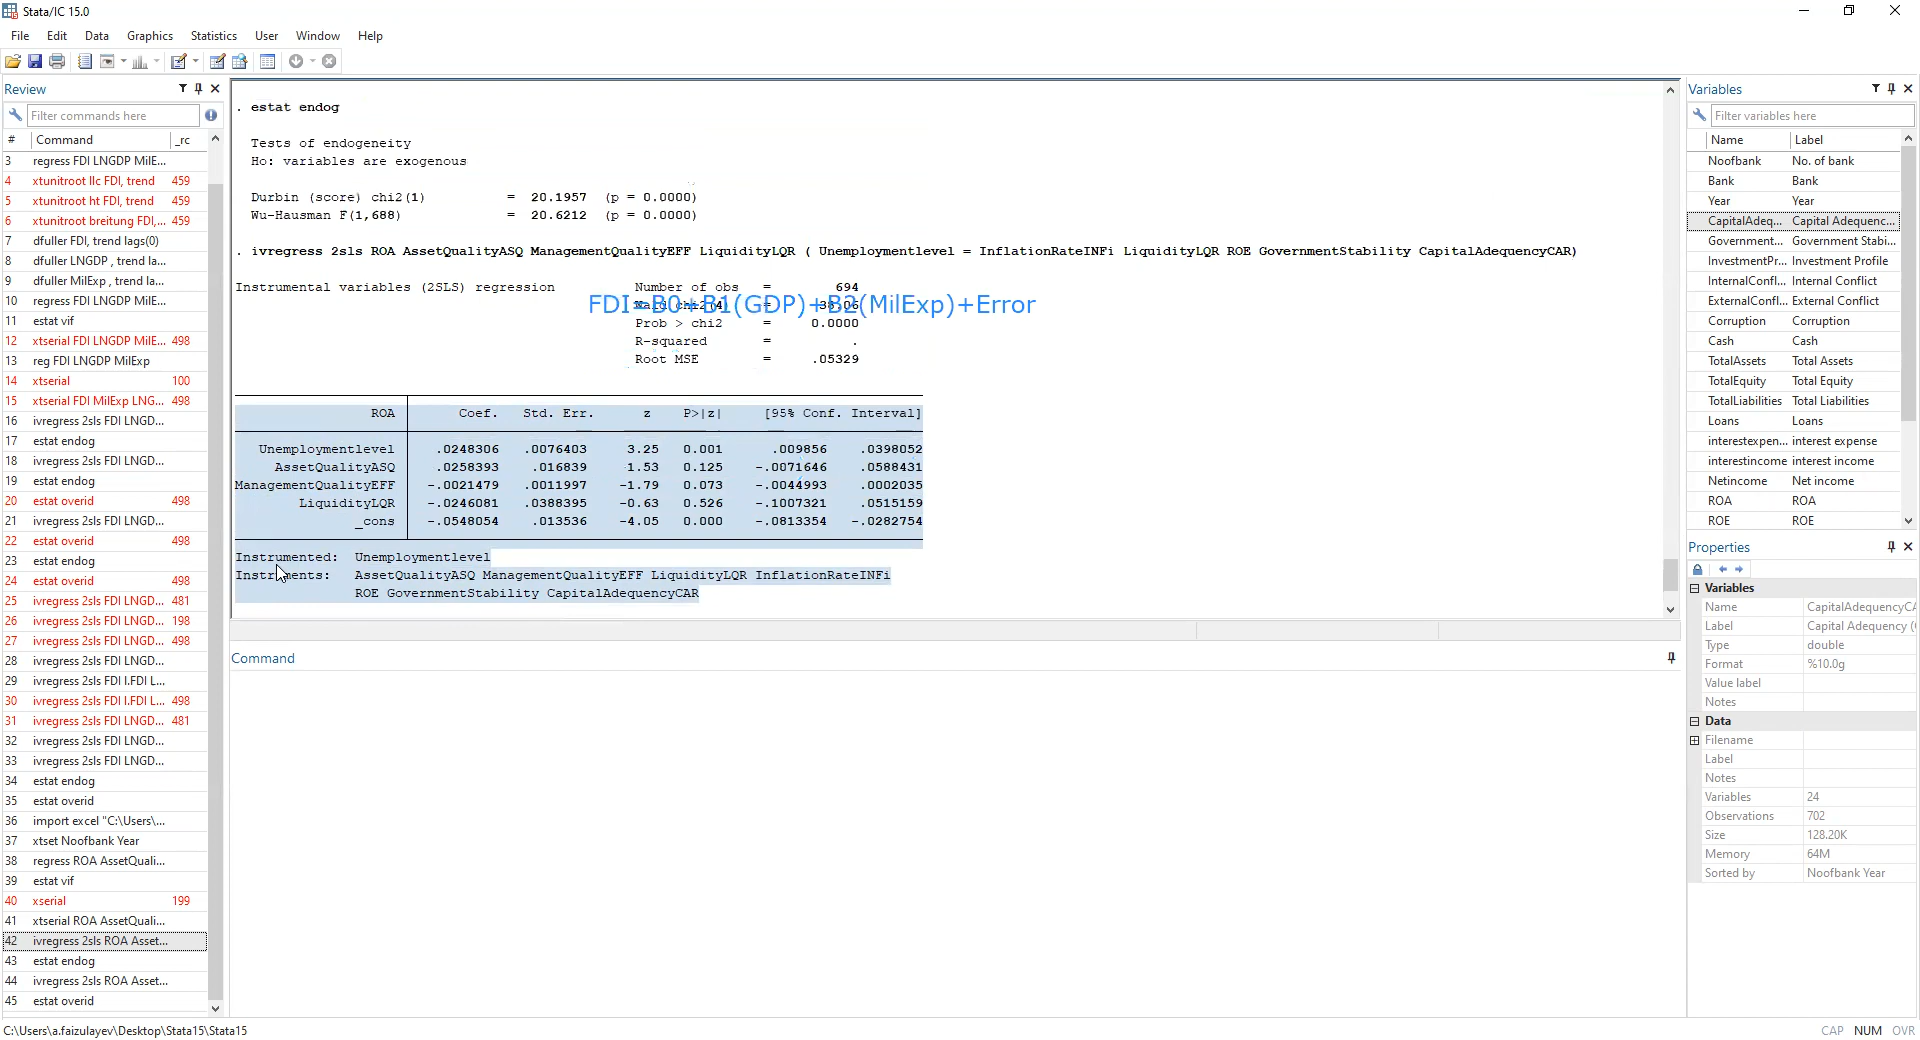 Stata/IC 15.0
File Edit Data Graphics Statistics User Window Help
Review
Filter commands here
# Command _rc
3 regress FDI LNGDP MilE...
4 xtunitroot llc FDI, trend 459
5 xtunitroot ht FDI, trend 459
6 xtunitroot breitung FDI,... 459
7 dfuller FDI, trend lags(0)
8 dfuller LNGDP , trend la...
9 dfuller MilExp , trend la...
10 regress FDI LNGDP MilE...
11 estat vif
12 xtserial FDI LNGDP MilE... 498
13 reg FDI LNGDP MilExp
14 xtserial 100
15 xtserial FDI MilExp LNG... 498
16 ivregress 2sls FDI LNGD...
17 estat endog
18 ivregress 2sls FDI LNGD...
19 estat endog
20 estat overid 498
21 ivregress 2sls FDI LNGD...
22 estat overid 498
23 estat endog
24 estat overid 498
25 ivregress 2sls FDI LNGD... 481
26 ivregress 2sls FDI LNGD... 198
27 ivregress 2sls FDI LNGD... 498
28 ivregress 2sls FDI LNGD...
29 ivregress 2sls FDI l.FDI L...
30 ivregress 2sls FDI l.FDI L... 498
31 ivregress 2sls FDI LNGD... 481
32 ivregress 2sls FDI LNGD...
33 ivregress 2sls FDI LNGD...
34 estat endog
35 estat overid
36 import excel "C:\Users\...
37 xtset Noofbank Year
38 regress ROA AssetQuali...
39 estat vif
40 xserial 199
41 xtserial ROA AssetQuali...
42 ivregress 2sls ROA Asset...
43 estat endog
44 ivregress 2sls ROA Asset...
45 estat overid
. estat endog
Tests of endogeneity
Ho: variables are exogenous
Durbin (score) chi2(1) = 20.1957 (p = 0.0000)
Wu-Hausman F(1,688) = 20.6212 (p = 0.0000)
. ivregress 2sls ROA AssetQualityASQ ManagementQualityEFF LiquidityLQR ( Unemploymentlevel = InflationRateINFi LiquidityLQR ROE GovernmentStability CapitalAdequencyCAR)
Instrumental variables (2SLS) regression Number of obs = 694
Wald chi2(4) = 38.06
FDI=B0+B1(GDP)+B2(MilExp)+Error
Prob > chi2 = 0.0000
R-squared = .
Root MSE = .05329
ROA Coef. Std. Err. z P>|z| [95% Conf. Interval]
Unemploymentlevel .0248306 .0076403 3.25 0.001 .009856 .0398052
AssetQualityASQ .0258393 .016839 1.53 0.125 -.0071646 .0588431
ManagementQualityEFF -.0021479 .0011997 -1.79 0.073 -.0044993 .0002035
LiquidityLQR -.0246081 .0388395 -0.63 0.526 -.1007321 .0515159
_cons -.0548054 .013536 -4.05 0.000 -.0813354 -.0282754
Instrumented: Unemploymentlevel
Instruments: AssetQualityASQ ManagementQualityEFF LiquidityLQR InflationRateINFi
ROE GovernmentStability CapitalAdequencyCAR
Command
Variables
Filter variables here
Name Label
Noofbank No. of bank
Bank Bank
Year Year
CapitalAdeq... Capital Adequenc...
Government... Government Stabi...
InvestmentPr... Investment Profile
InternalConfl... Internal Conflict
ExternalConfl... External Conflict
Corruption Corruption
Cash Cash
TotalAssets Total Assets
TotalEquity Total Equity
TotalLiabilities Total Liabilities
Loans Loans
interestexpen... interest expense
interestincome interest income
Netincome Net income
ROA ROA
ROE ROE
Properties
Variables
Name CapitalAdequencyCA
Label Capital Adequency (
Type double
Format %10.0g
Value label
Notes
Data
Filename
Label
Notes
Variables 24
Observations 702
Size 128.20K
Memory 64M
Sorted by Noofbank Year
C:\Users\a.faizulayev\Desktop\Stata15\Stata15
CAP NUM OVR